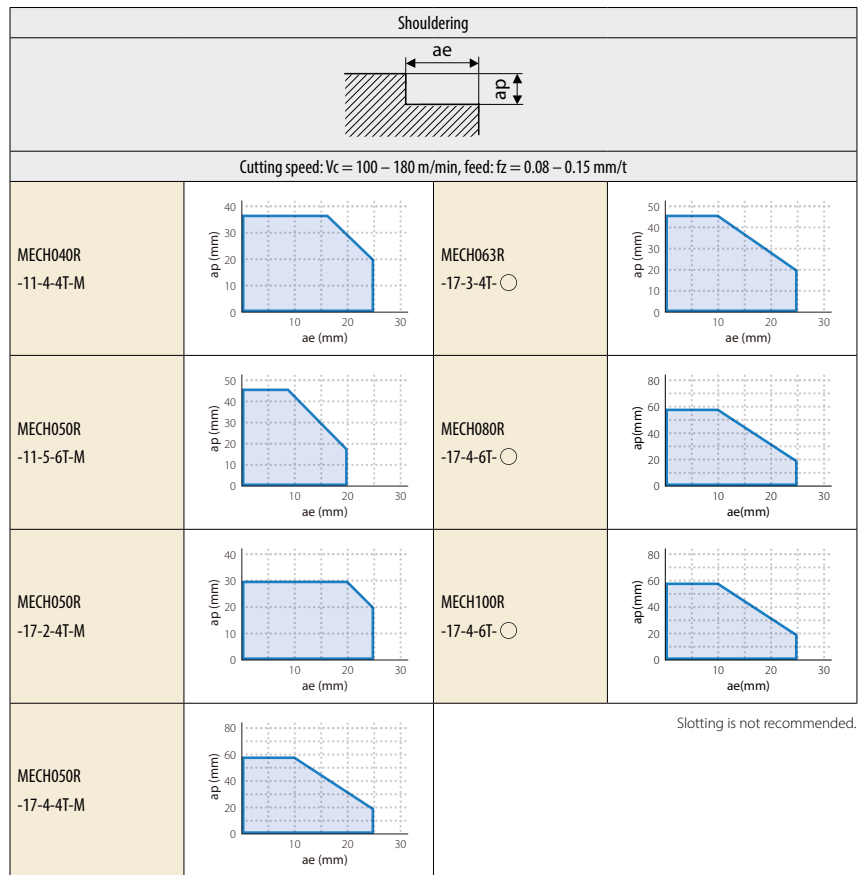 Shouldering
ae
ap
Cutting speed: Vc = 100 – 180 m/min, feed: fz = 0.08 – 0.15 mm/t
MECH040R
-11-4-4T-M
ap (mm)
40
30
20
10
0
10 20 30
ae (mm)
MECH063R
-17-3-4T-○
ap (mm)
50
40
30
20
10
0
10 20 30
ae (mm)
MECH050R
-11-5-6T-M
ap (mm)
50
40
30
20
10
0
10 20 30
ae (mm)
MECH080R
-17-4-6T-○
ap(mm)
80
60
40
20
0
10 20 30
ae(mm)
MECH050R
-17-2-4T-M
ap (mm)
40
30
20
10
0
10 20 30
ae (mm)
MECH100R
-17-4-6T-○
ap(mm)
80
60
40
20
0
10 20 30
ae(mm)
Slotting is not recommended.
MECH050R
-17-4-4T-M
ap (mm)
80
60
40
20
0
10 20 30
ae (mm)